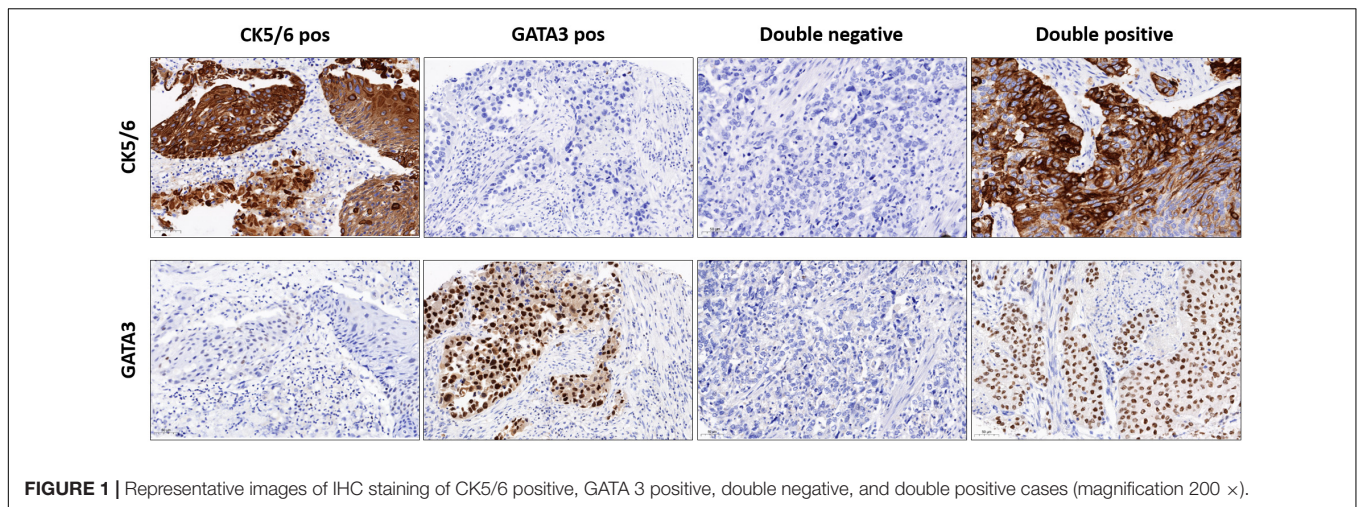 CK5/6 pos GATA3 pos Double negative Double positive
CK5/6
GATA3
FIGURE 1 | Representative images of IHC staining of CK5/6 positive, GATA 3 positive, double negative, and double positive cases (magnification 200 ×).